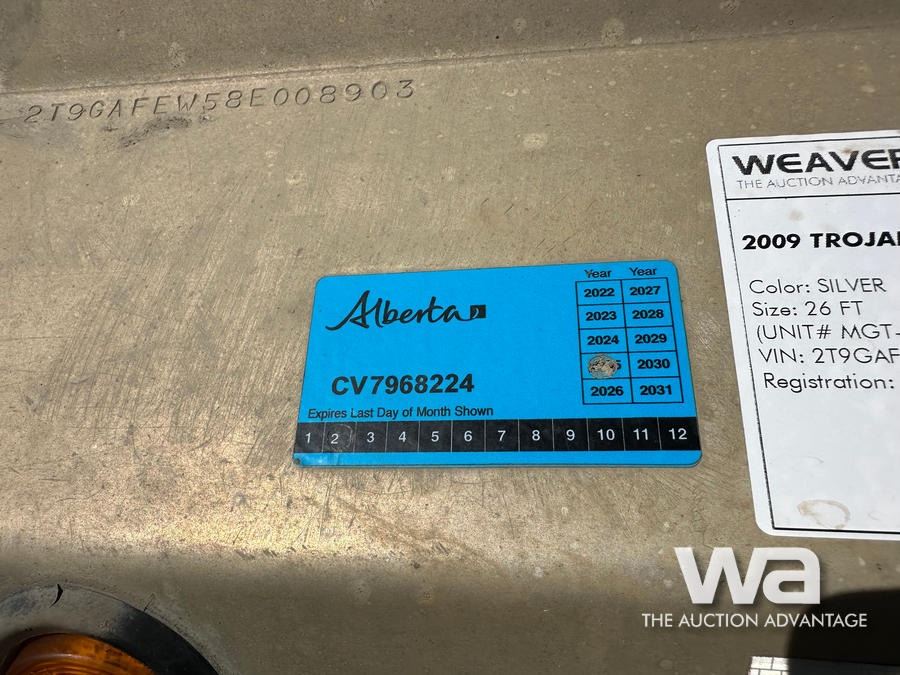 2T9GAFEW58E008903
WEAVER
THE AUCTION ADVANTA
2009 TROJAN
Color: SILVER
Size: 26 FT
(UNIT# MGT-
VIN: 2T9GAF
Registration:
Alberta
CV7968224
Expires Last Day of Month Shown
Year Year
2022 2027
2023 2028
2024 2029
5 2030
2026 2031
1 2 3 4 5 6 7 8 9 10 11 12
wa
THE AUCTION ADVANTAGE